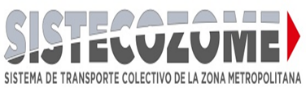 SISTECOZOME
SISTEMA DE TRANSPORTE COLECTIVO DE LA ZONA METROPOLITANA